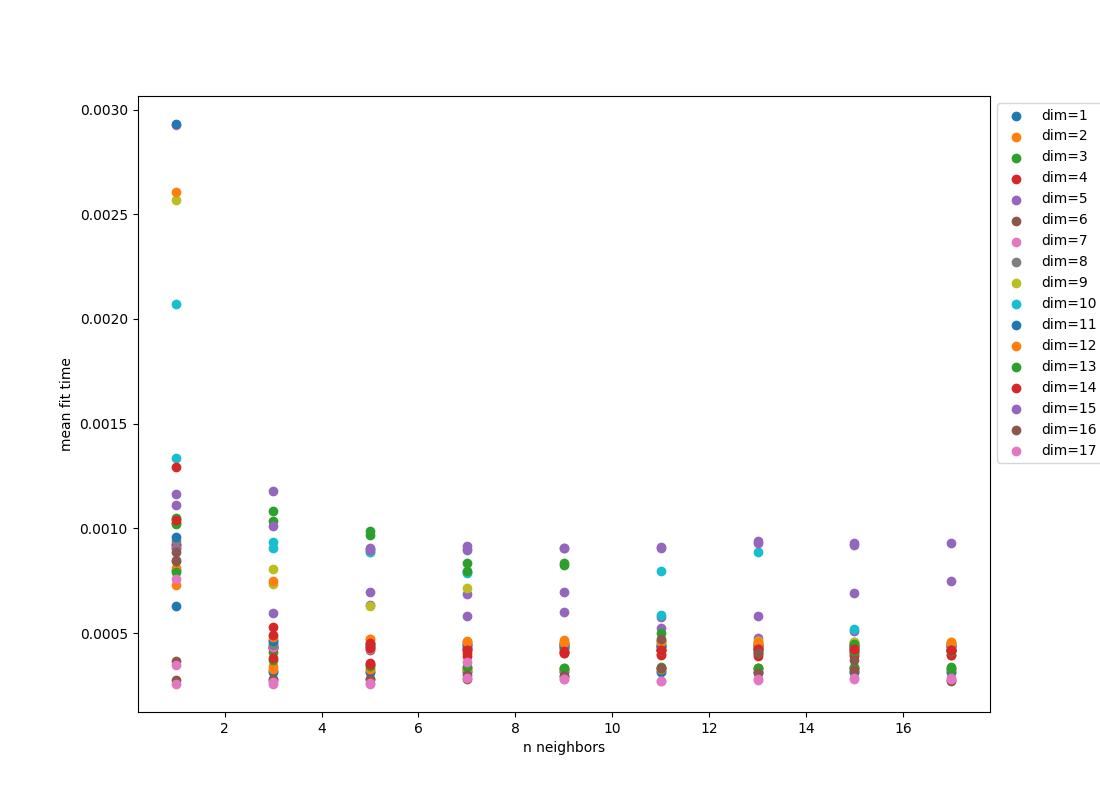 0.0030
0.0025
0.0020
0.0015
0.0010
0.0005
mean fit time
2 4 6 8 10 12 14 16
n neighbors
dim=1
dim=2
dim=3
dim=4
dim=5
dim=6
dim=7
dim=8
dim=9
dim=10
dim=11
dim=12
dim=13
dim=14
dim=15
dim=16
dim=17